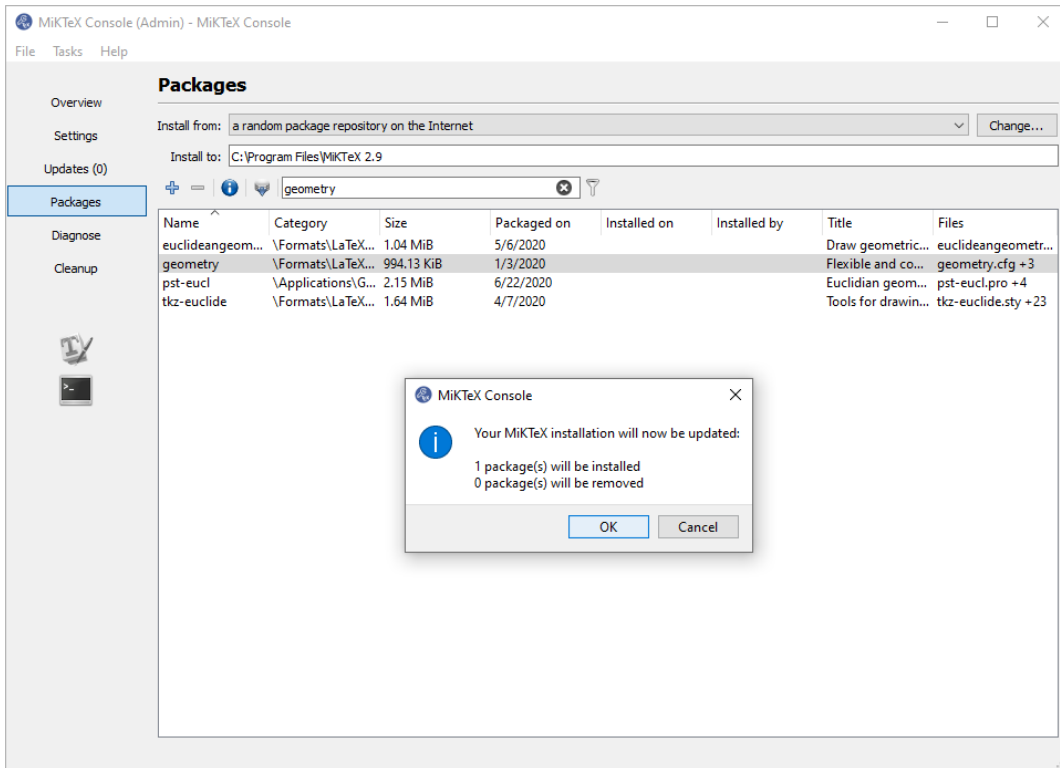 MiKTeX Console (Admin) - MiKTeX Console
File Tasks Help
Overview
Settings
Updates (0)
Packages
Diagnose
Cleanup
Packages
Install from: a random package repository on the Internet Change...
Install to: C:\Program Files\MiKTeX 2.9
geometry
Name Category Size Packaged on Installed on Installed by Title Files
euclideangeom... \Formats\LaTeX... 1.04 MiB 5/6/2020 Draw geometric... euclideangeometr...
geometry \Formats\LaTeX... 994.13 KiB 1/3/2020 Flexible and co... geometry.cfg +3
pst-eucl \Applications\G... 2.15 MiB 6/22/2020 Euclidian geom... pst-eucl.pro +4
tkz-euclide \Formats\LaTeX... 1.64 MiB 4/7/2020 Tools for drawin... tkz-euclide.sty +23
MiKTeX Console
Your MiKTeX installation will now be updated:
1 package(s) will be installed
0 package(s) will be removed
OK Cancel